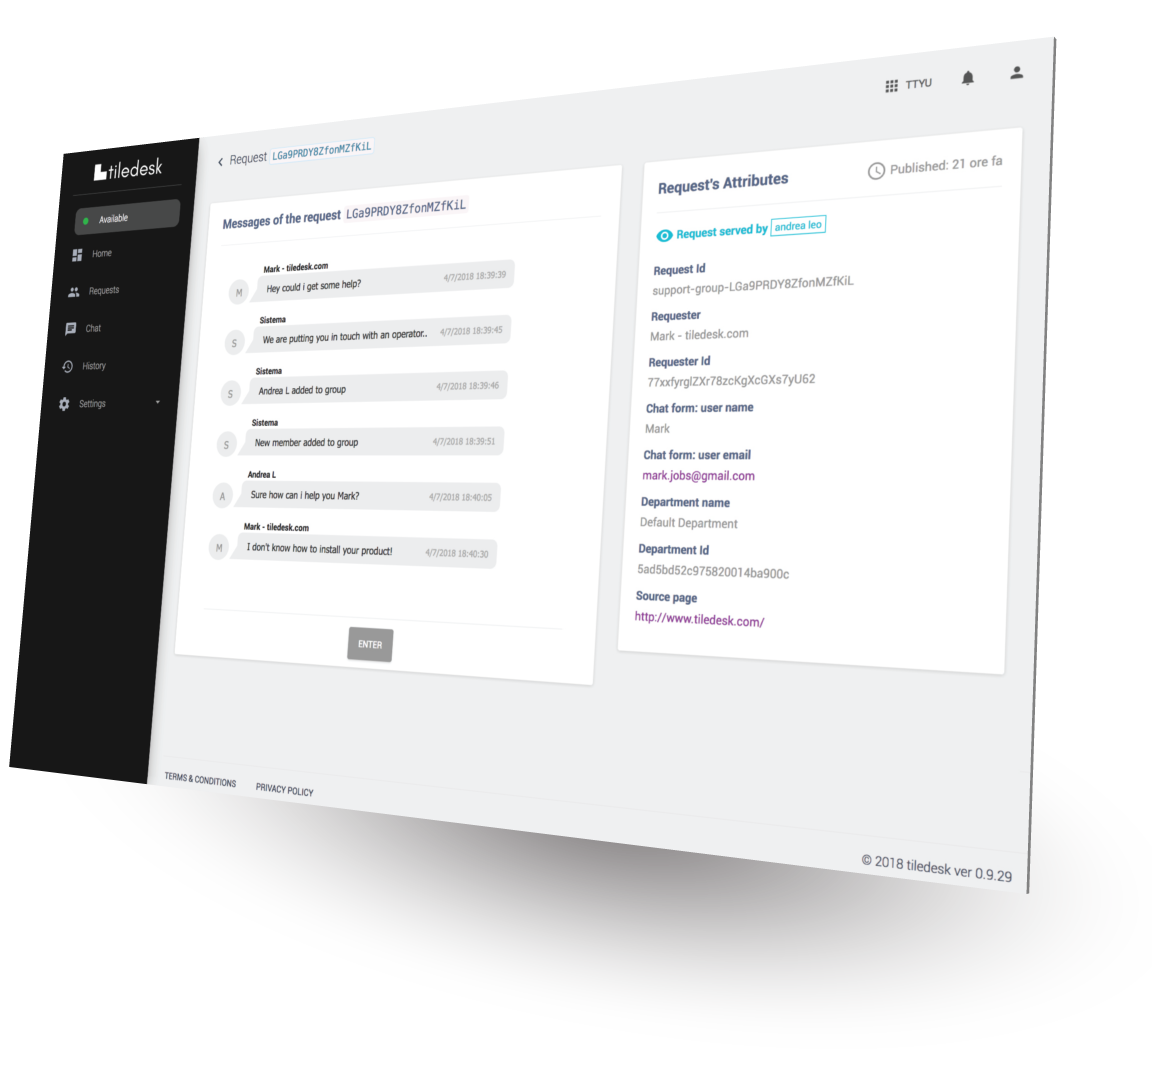 tiledesk
Available
Home
Requests
Chat
History
Settings
TTYU
Request LGa9PRDY8ZfonMZfKiL
Messages of the request LGa9PRDY8ZfonMZfKiL
Mark - tiledesk.com
M
Hey could i get some help? 4/7/2018 18:39:39
Sistema
S
We are putting you in touch with an operator.. 4/7/2018 18:39:45
Sistema
S
Andrea L added to group 4/7/2018 18:39:46
Sistema
S
New member added to group 4/7/2018 18:39:51
Andrea L
A
Sure how can i help you Mark? 4/7/2018 18:40:05
Mark - tiledesk.com
M
I don't know how to install your product! 4/7/2018 18:40:30
ENTER
Request's Attributes
Published: 21 ore fa
Request served by andrea leo
Request Id
support-group-LGa9PRDY8ZfonMZfKiL
Requester
Mark - tiledesk.com
Requester Id
77xxfyrglZXr78zcKgXcGXs7yU62
Chat form: user name
Mark
Chat form: user email
mark.jobs@gmail.com
Department name
Default Department
Department Id
5ad5bd52c975820014ba900c
Source page
http://www.tiledesk.com/
TERMS & CONDITIONS
PRIVACY POLICY
© 2018 tiledesk ver 0.9.29